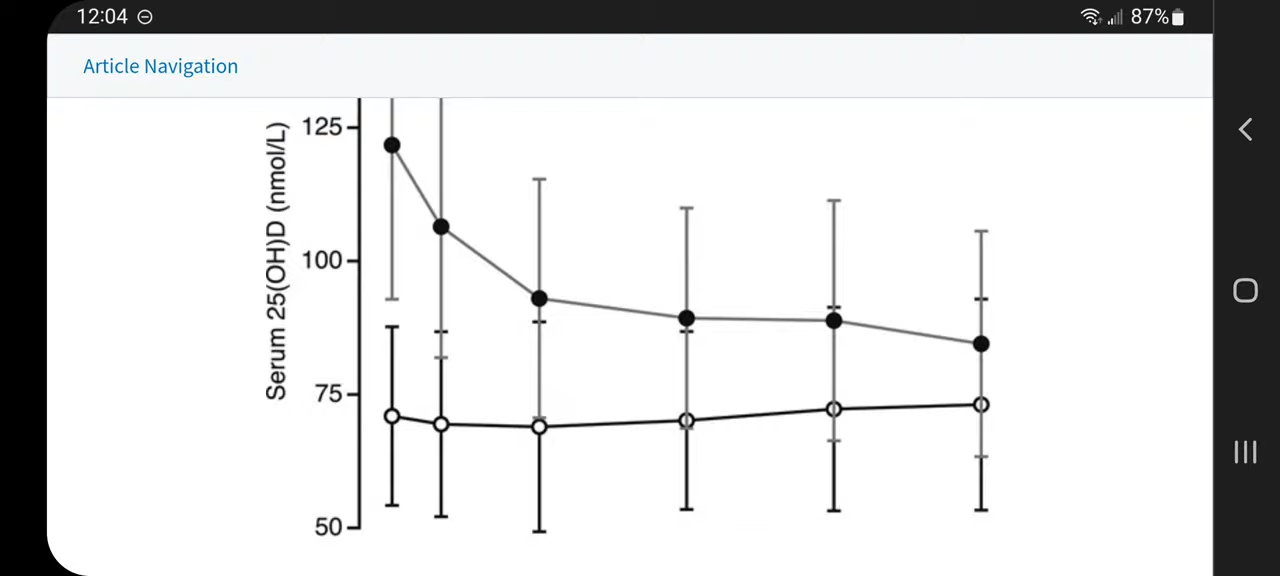 12:04 87%
Article Navigation
Serum 25(OH)D (nmol/L)
125
100
75
50